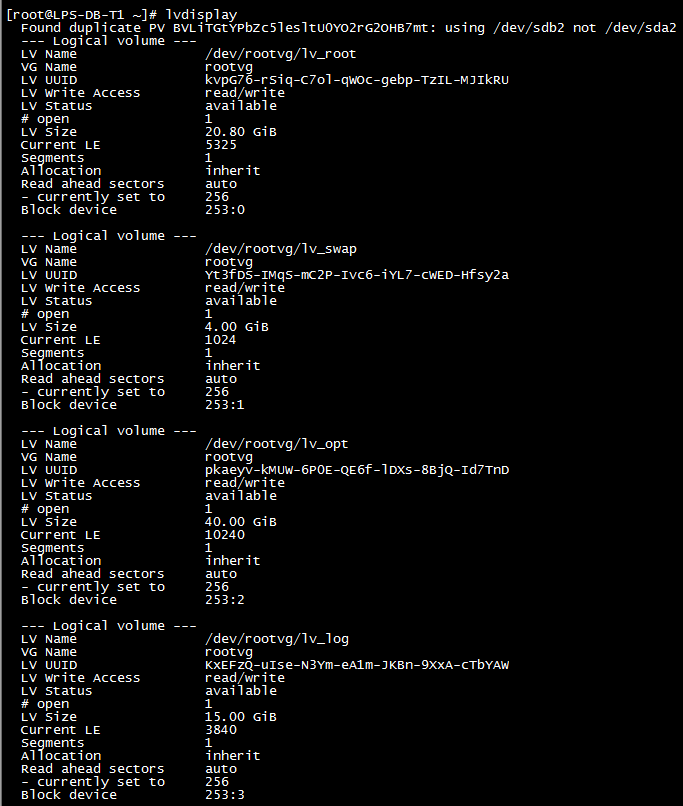 [root@LPS-DB-T1 ~]# lvdisplay
Found duplicate PV BVLiTGtYPbZc5lesltU0YO2rG2OHB7mt: using /dev/sdb2 not /dev/sda2
--- Logical volume ---
LV Name /dev/rootvg/lv_root
VG Name rootvg
LV UUID kvpG76-rSiq-C7ol-qWOc-gebp-TzIL-MJIkRU
LV Write Access read/write
LV Status available
# open 1
LV Size 20.80 GiB
Current LE 5325
Segments 1
Allocation inherit
Read ahead sectors auto
- currently set to 256
Block device 253:0
--- Logical volume ---
LV Name /dev/rootvg/lv_swap
VG Name rootvg
LV UUID Yt3fDS-IMqS-mC2P-Ivc6-iYL7-cWED-Hfsy2a
LV Write Access read/write
LV Status available
# open 1
LV Size 4.00 GiB
Current LE 1024
Segments 1
Allocation inherit
Read ahead sectors auto
- currently set to 256
Block device 253:1
--- Logical volume ---
LV Name /dev/rootvg/lv_opt
VG Name rootvg
LV UUID pkaeyv-kMUW-6P0E-QE6f-lDXs-8BjQ-Id7TnD
LV Write Access read/write
LV Status available
# open 1
LV Size 40.00 GiB
Current LE 10240
Segments 1
Allocation inherit
Read ahead sectors auto
- currently set to 256
Block device 253:2
--- Logical volume ---
LV Name /dev/rootvg/lv_log
VG Name rootvg
LV UUID KxEFzQ-uIse-N3Ym-eA1m-JKBn-9XxA-cTbYAW
LV Write Access read/write
LV Status available
# open 1
LV Size 15.00 GiB
Current LE 3840
Segments 1
Allocation inherit
Read ahead sectors auto
- currently set to 256
Block device 253:3